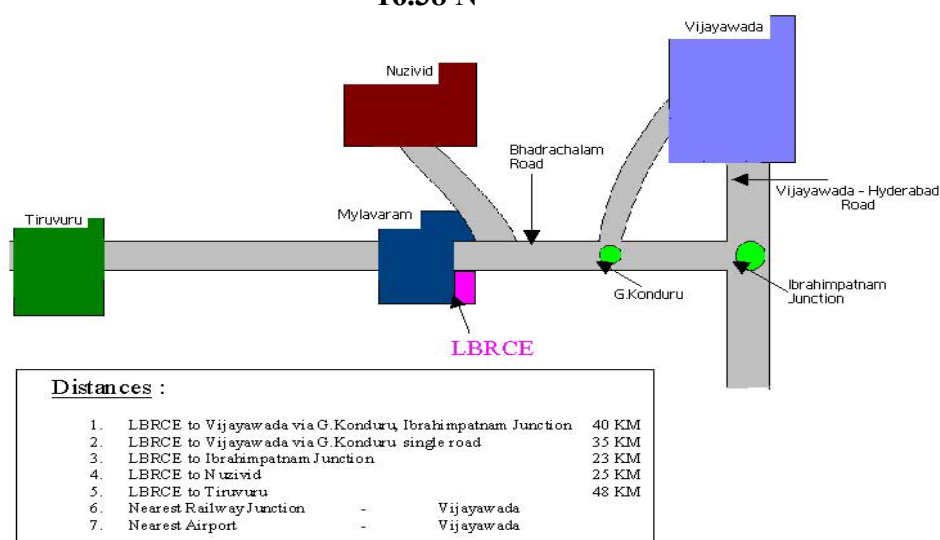 Vijayawada
Nuzivid
Bhadrachalam
Road
Vijayawada - Hyderabad
Road
Tiruvuru
Mylavaram
G.Konduru
Ibrahimpatnam
Junction
LBRCE
Distances :
1. LBRCE to Vijayawada via G.Konduru, Ibrahimpatnam Junction 40 KM
2. LBRCE to Vijayawada via G.Konduru single road 35 KM
3. LBRCE to Ibrahimpatnam Junction 23 KM
4. LBRCE to Nuzivid 25 KM
5. LBRCE to Tiruvuru 48 KM
6. Nearest Railway Junction - Vijayawada
7. Nearest Airport - Vijayawada